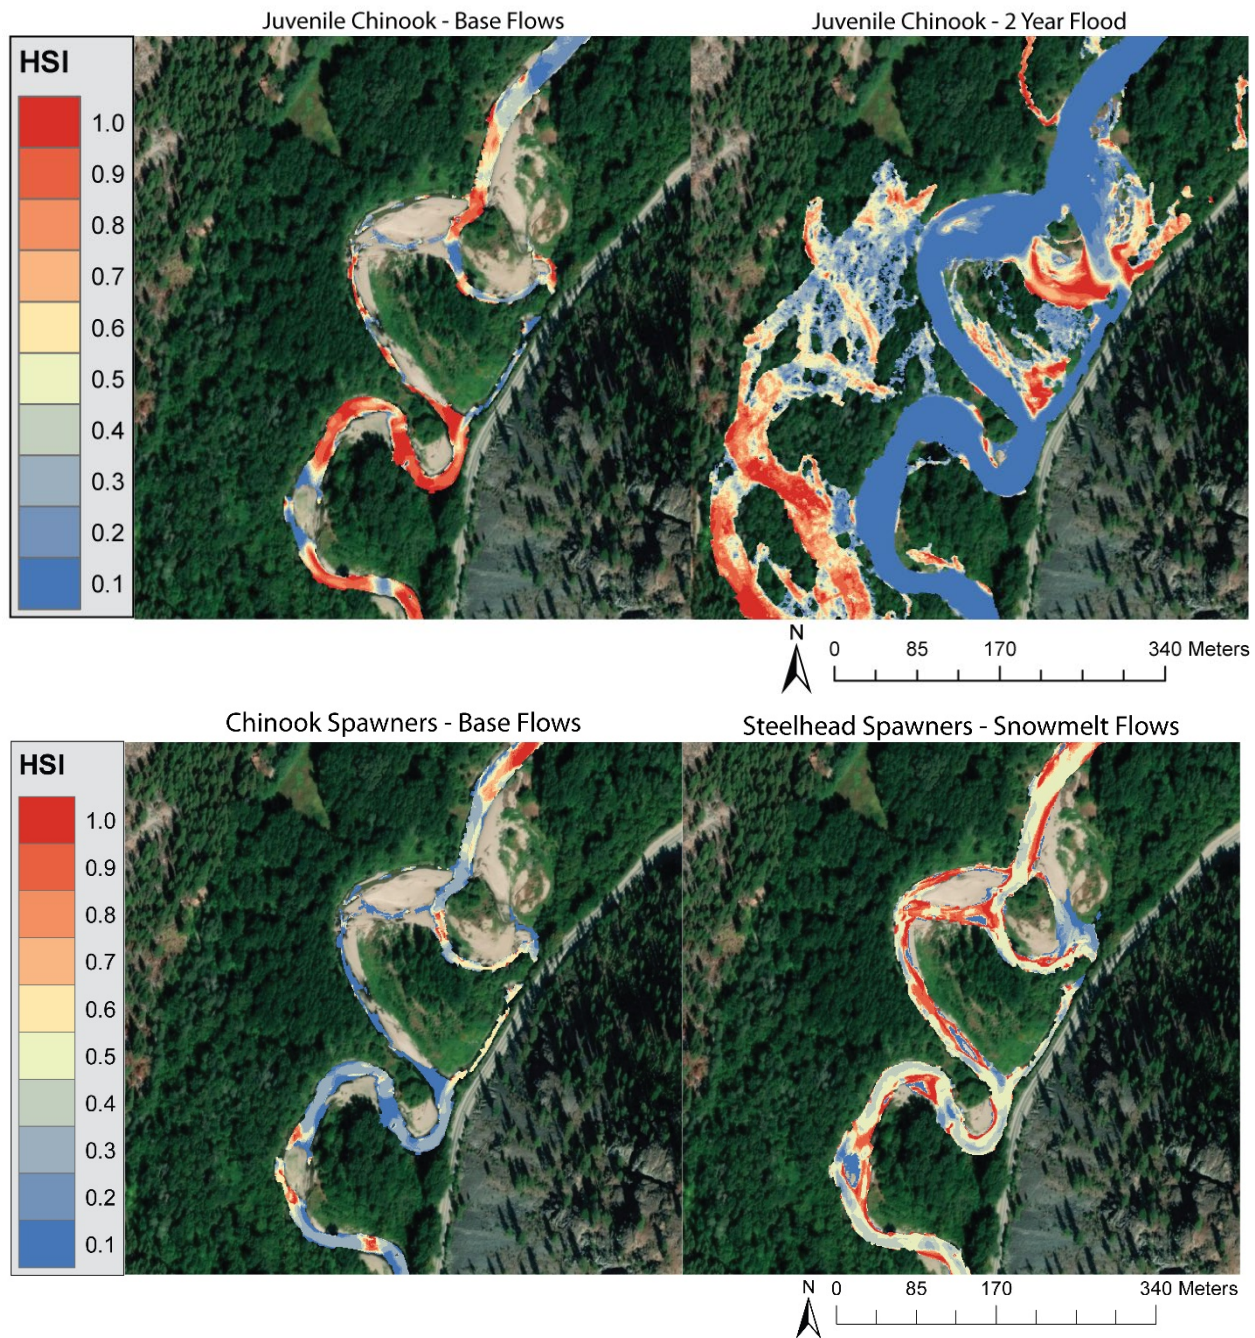 Juvenile Chinook - Base Flows
Juvenile Chinook - 2 Year Flood
HSI
1.0
0.9
0.8
0.7
0.6
0.5
0.4
0.3
0.2
0.1
N
0 85 170 340 Meters
Chinook Spawners - Base Flows
Steelhead Spawners - Snowmelt Flows
HSI
1.0
0.9
0.8
0.7
0.6
0.5
0.4
0.3
0.2
0.1
N
0 85 170 340 Meters